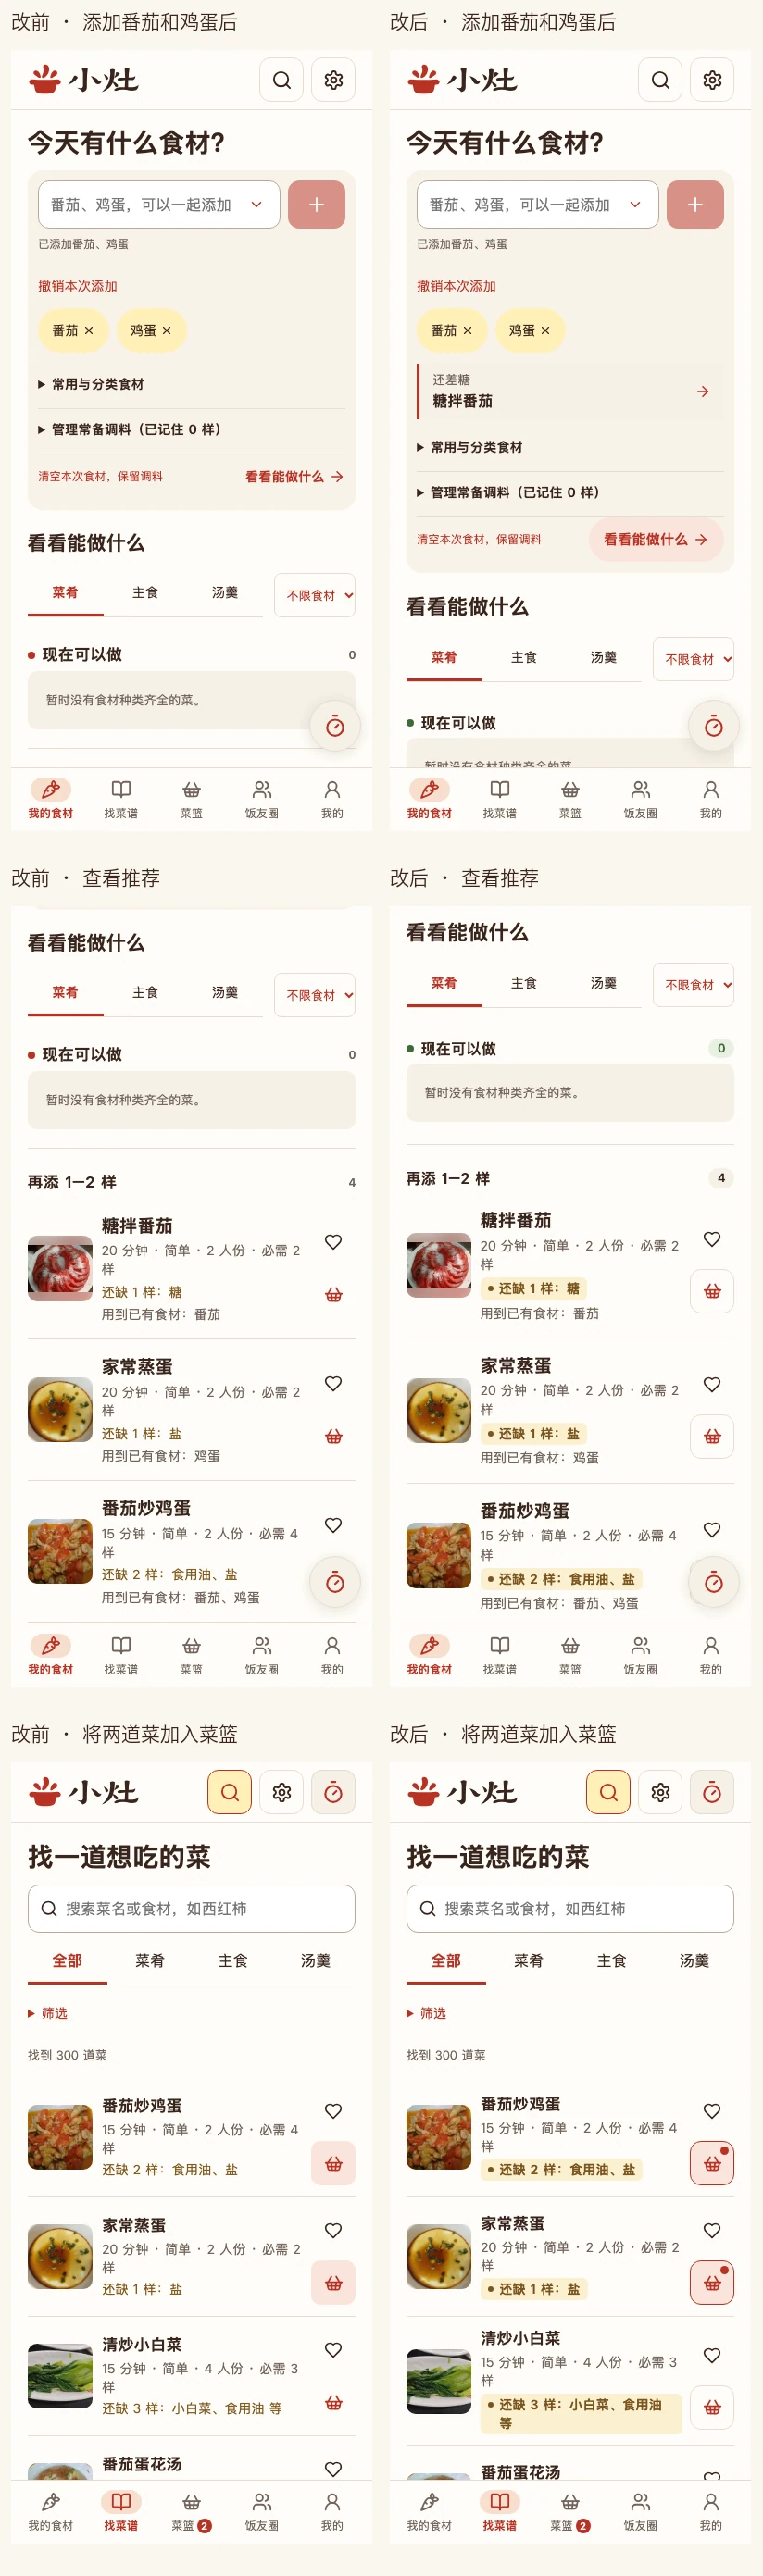 改前 · 添加番茄和鸡蛋后
小灶
今天有什么食材?
番茄、鸡蛋，可以一起添加
已添加番茄、鸡蛋
撤销本次添加
番茄 × 鸡蛋 ×
▶ 常用与分类食材
▶ 管理常备调料（已记住 0 样）
清空本次食材，保留调料 看看能做什么 →
看看能做什么
菜肴 主食 汤羹 不限食材
现在可以做 0
暂时没有食材种类齐全的菜。
我的食材 找菜谱 菜篮 饭友圈 我的
改后 · 添加番茄和鸡蛋后
小灶
今天有什么食材?
番茄、鸡蛋，可以一起添加
已添加番茄、鸡蛋
撤销本次添加
番茄 × 鸡蛋 ×
还差糖
糖拌番茄
▶ 常用与分类食材
▶ 管理常备调料（已记住 0 样）
清空本次食材，保留调料 看看能做什么 →
看看能做什么
菜肴 主食 汤羹 不限食材
现在可以做
暂时没有食材种类齐全的菜
我的食材 找菜谱 菜篮 饭友圈 我的
改前 · 查看推荐
看看能做什么
菜肴 主食 汤羹 不限食材
现在可以做 0
暂时没有食材种类齐全的菜。
再添 1–2 样 4
糖拌番茄
20 分钟 · 简单 · 2 人份 · 必需 2
样
还缺 1 样：糖
用到已有食材：番茄
家常蒸蛋
20 分钟 · 简单 · 2 人份 · 必需 2
样
还缺 1 样：盐
用到已有食材：鸡蛋
番茄炒鸡蛋
15 分钟 · 简单 · 2 人份 · 必需 4
样
还缺 2 样：食用油、盐
用到已有食材：番茄、鸡蛋
我的食材 找菜谱 菜篮 饭友圈 我的
改后 · 查看推荐
看看能做什么
菜肴 主食 汤羹 不限食材
现在可以做 0
暂时没有食材种类齐全的菜。
再添 1–2 样 4
糖拌番茄
20 分钟 · 简单 · 2 人份 · 必需 2
样
还缺 1 样：糖
用到已有食材：番茄
家常蒸蛋
20 分钟 · 简单 · 2 人份 · 必需 2
样
还缺 1 样：盐
用到已有食材：鸡蛋
番茄炒鸡蛋
15 分钟 · 简单 · 2 人份 · 必需 4
样
还缺 2 样：食用油、盐
用到已有食材：番茄、鸡蛋
我的食材 找菜谱 菜篮 饭友圈 我的
改前 · 将两道菜加入菜篮
小灶
找一道想吃的菜
搜索菜名或食材，如西红柿
全部 菜肴 主食 汤羹
▶ 筛选
找到 300 道菜
番茄炒鸡蛋
15 分钟 · 简单 · 2 人份 · 必需 4
样
还缺 2 样：食用油、盐
家常蒸蛋
20 分钟 · 简单 · 2 人份 · 必需 2
样
还缺 1 样：盐
清炒小白菜
15 分钟 · 简单 · 4 人份 · 必需 3
样
还缺 3 样：小白菜、食用油 等
番茄蛋花汤
我的食材 找菜谱 菜篮 2 饭友圈 我的
改后 · 将两道菜加入菜篮
小灶
找一道想吃的菜
搜索菜名或食材，如西红柿
全部 菜肴 主食 汤羹
▶ 筛选
找到 300 道菜
番茄炒鸡蛋
15 分钟 · 简单 · 2 人份 · 必需 4
样
还缺 2 样：食用油、盐
家常蒸蛋
20 分钟 · 简单 · 2 人份 · 必需 2
样
还缺 1 样：盐
清炒小白菜
15 分钟 · 简单 · 4 人份 · 必需 3
样
还缺 3 样：小白菜、食用油
等
番茄蛋花汤
我的食材 找菜谱 菜篮 2 饭友圈 我的